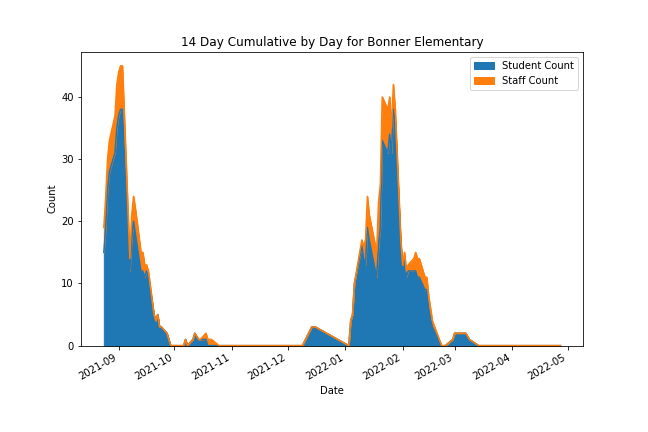 14 Day Cumulative by Day for Bonner Elementary
Student Count
Staff Count
Count
40
30
20
10
0
2021-09
2021-10
2021-11
2021-12
2022-01
2022-02
2022-03
2022-04
2022-05
Date